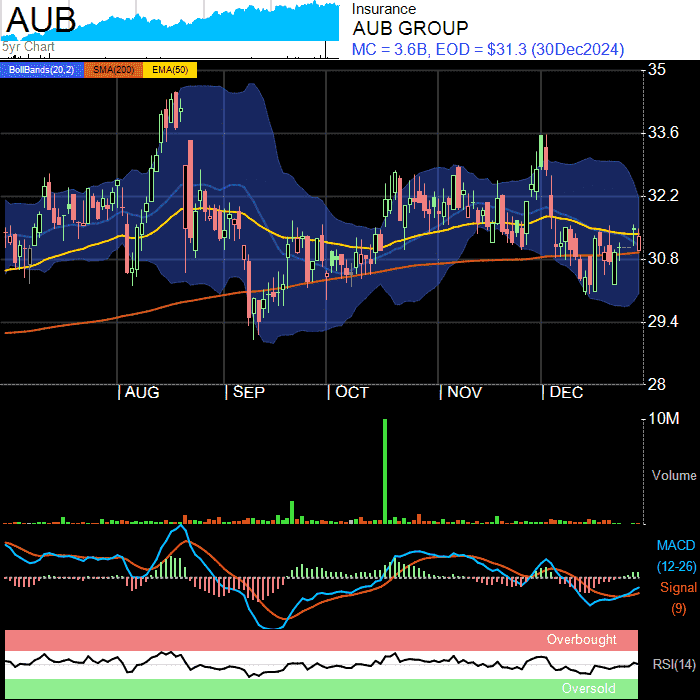 AUB
5yr Chart
Insurance
AUB GROUP
MC = 3.6B, EOD = $31.3 (30Dec2024)
BollBands(20,2) SMA(200) EMA(50)
35
33.6
32.2
30.8
29.4
28
AUG SEP OCT NOV DEC
10M
Volume
MACD
(12-26)
Signal
(9)
Overbought
RSI(14)
Oversold